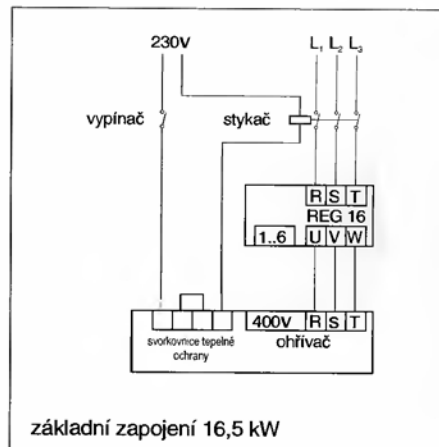 230V L1 L2 L3
vypínač stykač
R S T
REG 16
1..6 U V W
400V R S T
svorkovnice tepelné
ochrany
ohřívač
základní zapojení 16,5 kW